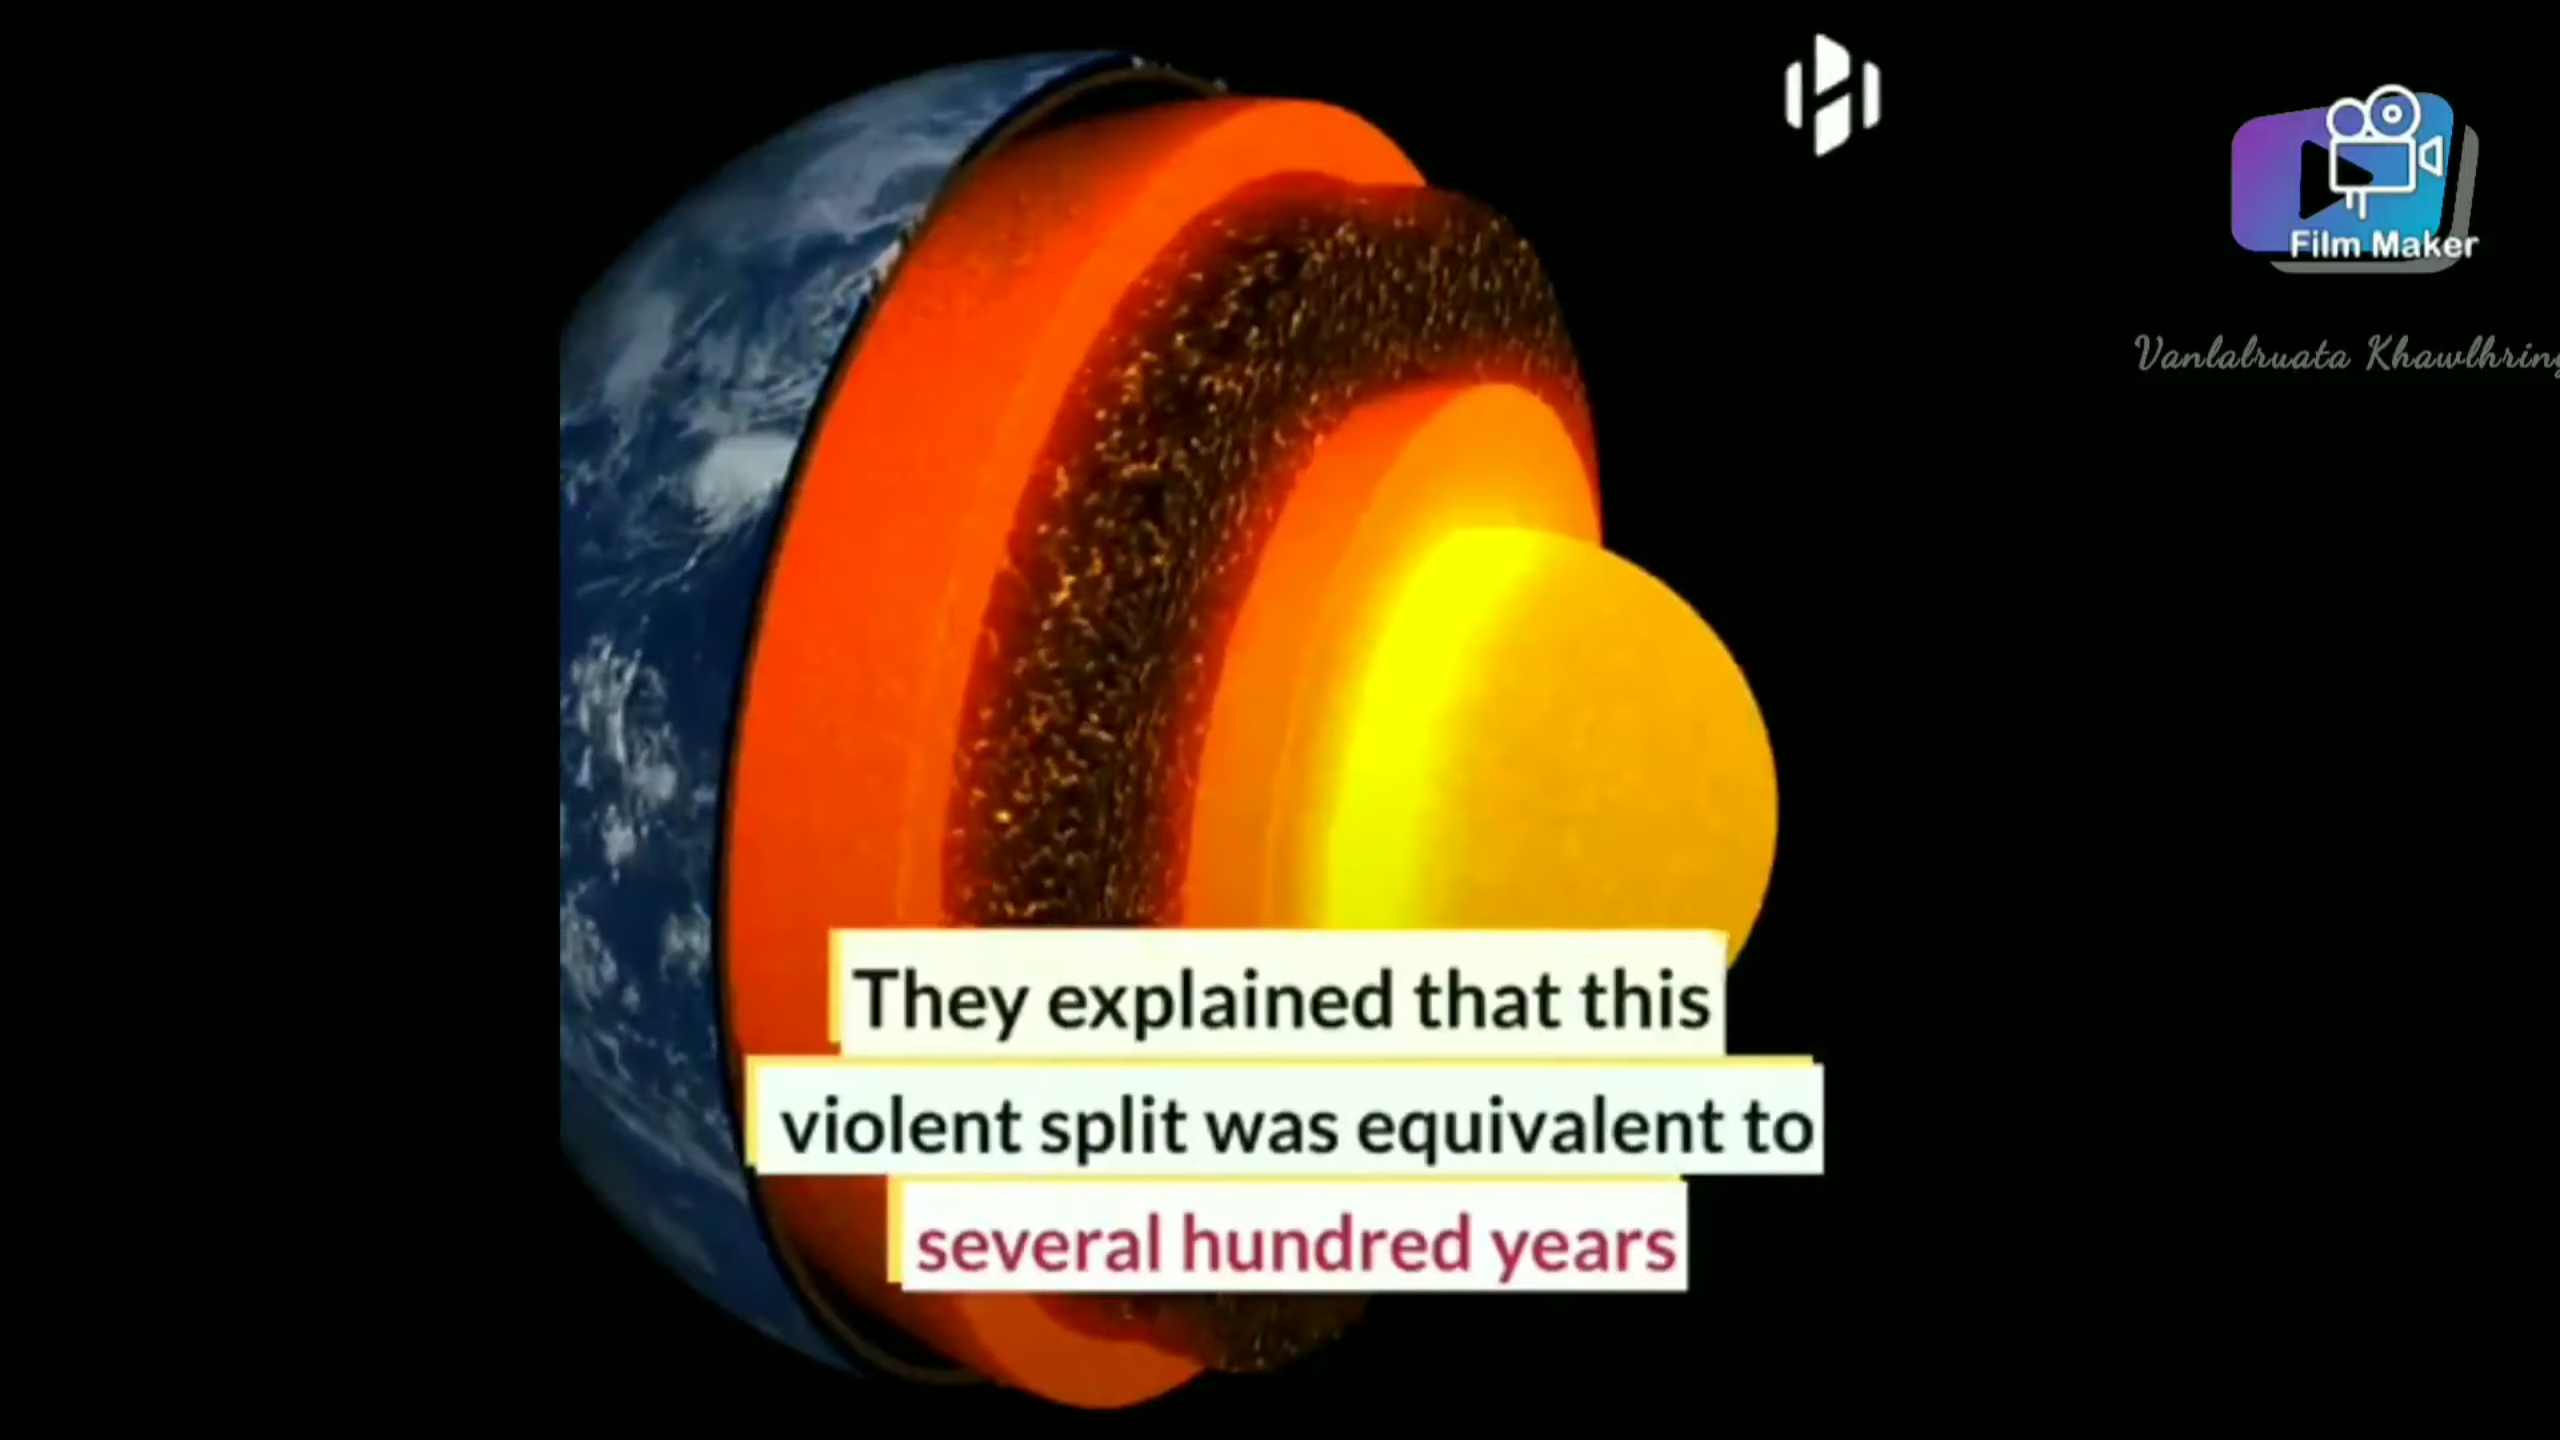 Film Maker
Vanlalruata Khawlhring
They explained that this
violent split was equivalent to
several hundred years